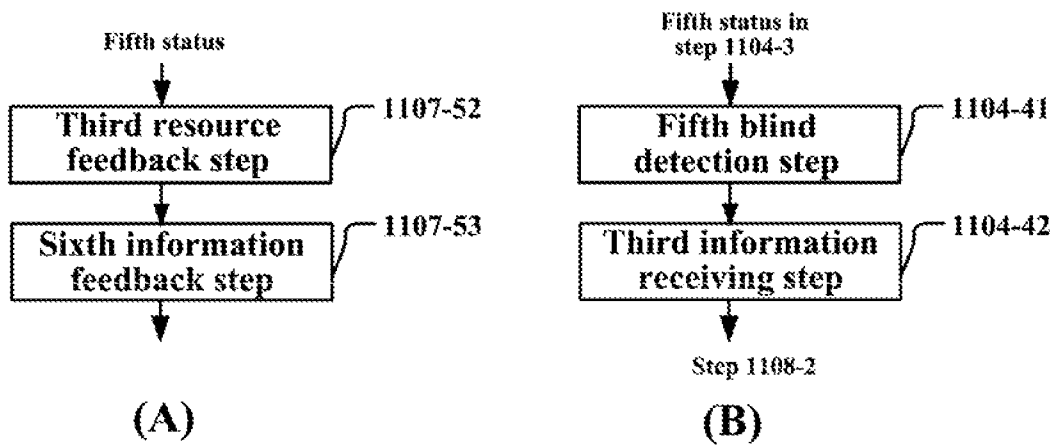 Fifth status
Third resource
feedback step
1107-52
Sixth information
feedback step
1107-53
(A)
Fifth status in
step 1104-3
Fifth blind
detection step
1104-41
Third information
receiving step
1104-42
Step 1108-2
(B)